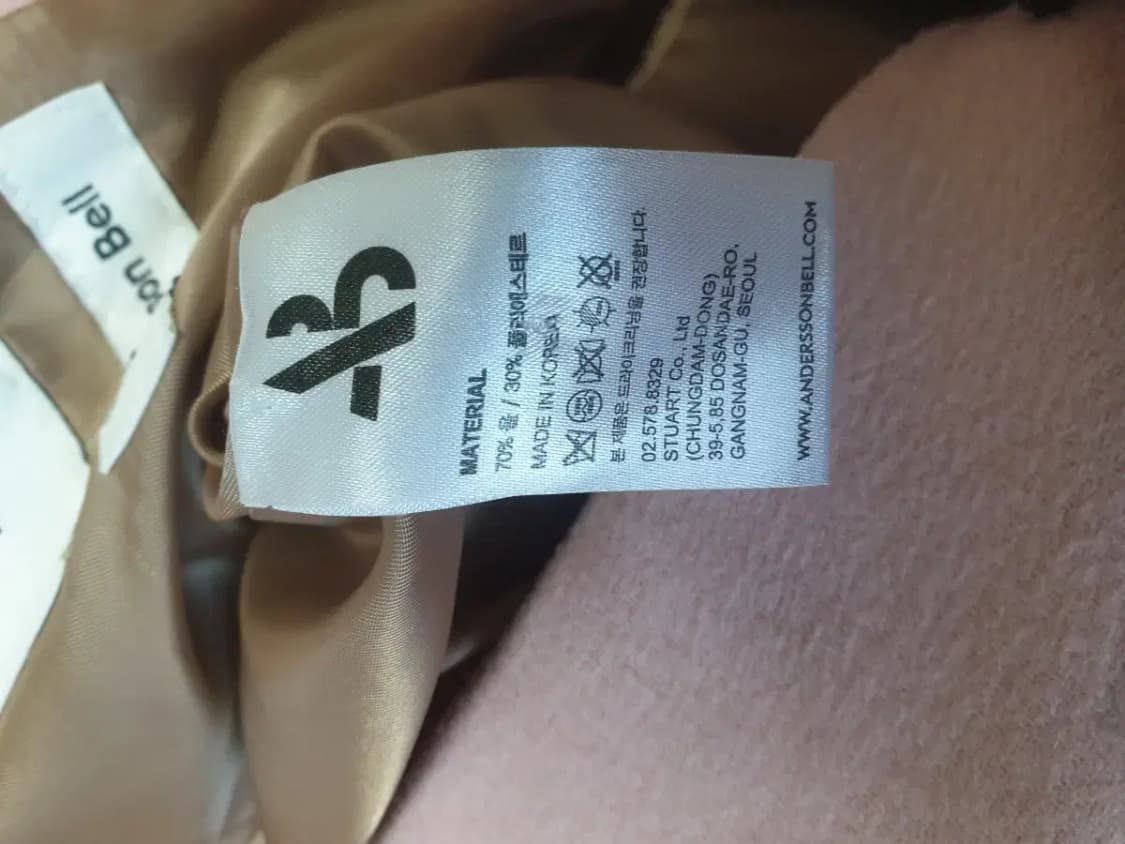 on Bell
MATERIAL
70% 울 / 30% 폴리에스테르
MADE IN KOREA
본 제품은 드라이크리닝을 권장합니다.
02.578.8329
STUART Co., Ltd
(CHUNGDAM-DONG)
39-5,85 DOSANDAE-RO,
GANGNAM-GU, SEOUL
WWW.ANDERSSONBELL.COM